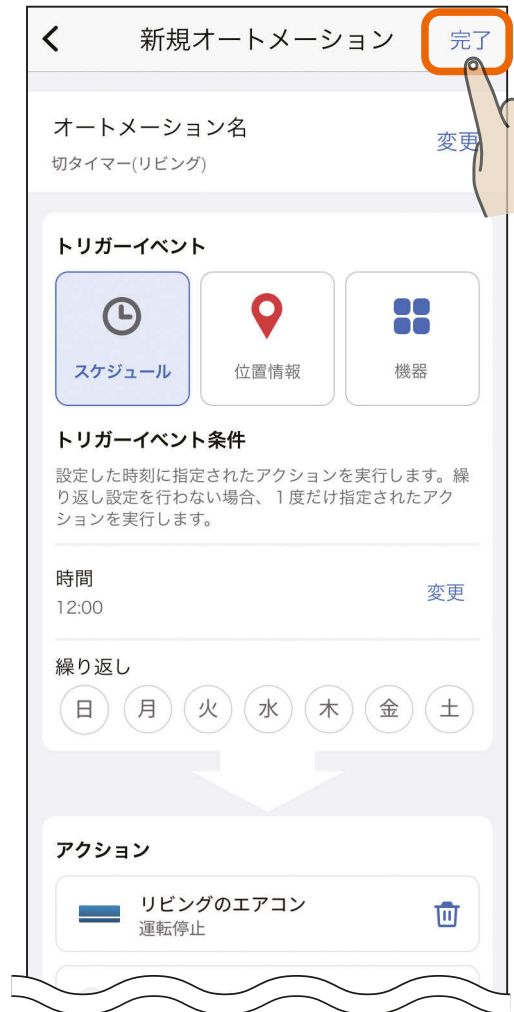 新規オートメーション 完了
オートメーション名
変更
切タイマー(リビング)
トリガーイベント
スケジュール 位置情報 機器
トリガーイベント条件
設定した時刻に指定されたアクションを実行します。繰
り返し設定を行わない場合、1度だけ指定されたアク
ションを実行します。
時間
12:00
変更
繰り返し
日 月 火 水 木 金 土
アクション
リビングのエアコン
運転停止